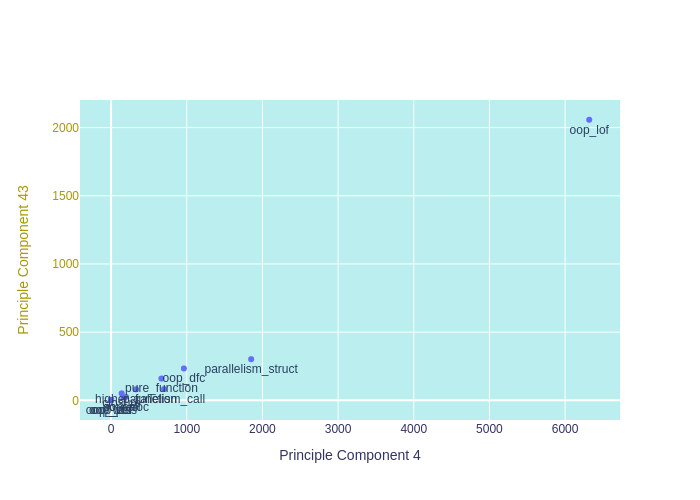 2000
1500
1000
500
0
Principle Component 43
oop_lof
parallelism_struct
oop_dfc
pure_function
0
1000
2000
3000
4000
5000
6000
Principle Component 4